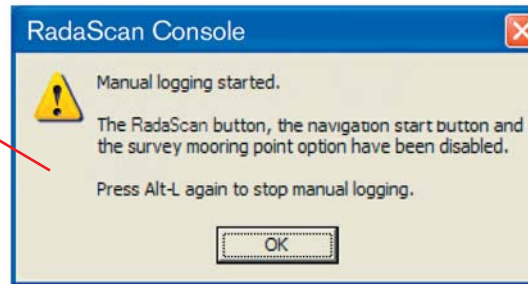 RadaScan Console
Manual logging started.
The RadaScan button, the navigation start button and
the survey mooring point option have been disabled.
Press Alt-L again to stop manual logging.
OK